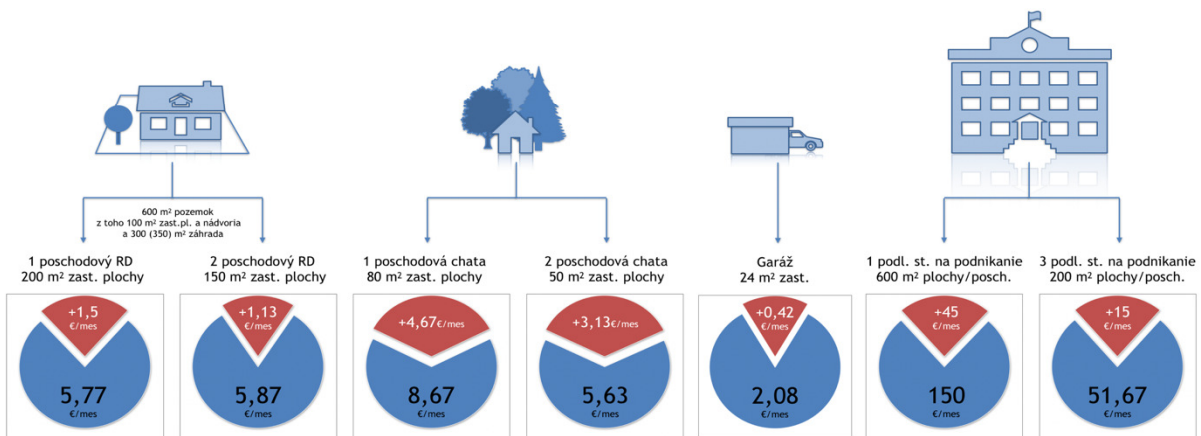 600 m² pozemok
z toho 100 m² zast.pl. a nádvoria
a 300 (350) m² záhrada
1 poschodový RD
200 m² zast. plochy
2 poschodový RD
150 m² zast. plochy
1 poschodová chata
80 m² zast. plochy
2 poschodová chata
50 m² zast. plochy
Garáž
24 m² zast.
1 podl. st. na podnikanie
600 m² plochy/posch.
3 podl. st. na podnikanie
200 m² plochy/posch.
+1,5
€/mes
5,77
€/mes
+1,13
€/mes
5,87
€/mes
+4,67€/mes
8,67
€/mes
+3,13€/mes
5,63
€/mes
+0,42
€/mes
2,08
€/mes
+45
€/mes
150
€/mes
+15
€/mes
51,67
€/mes